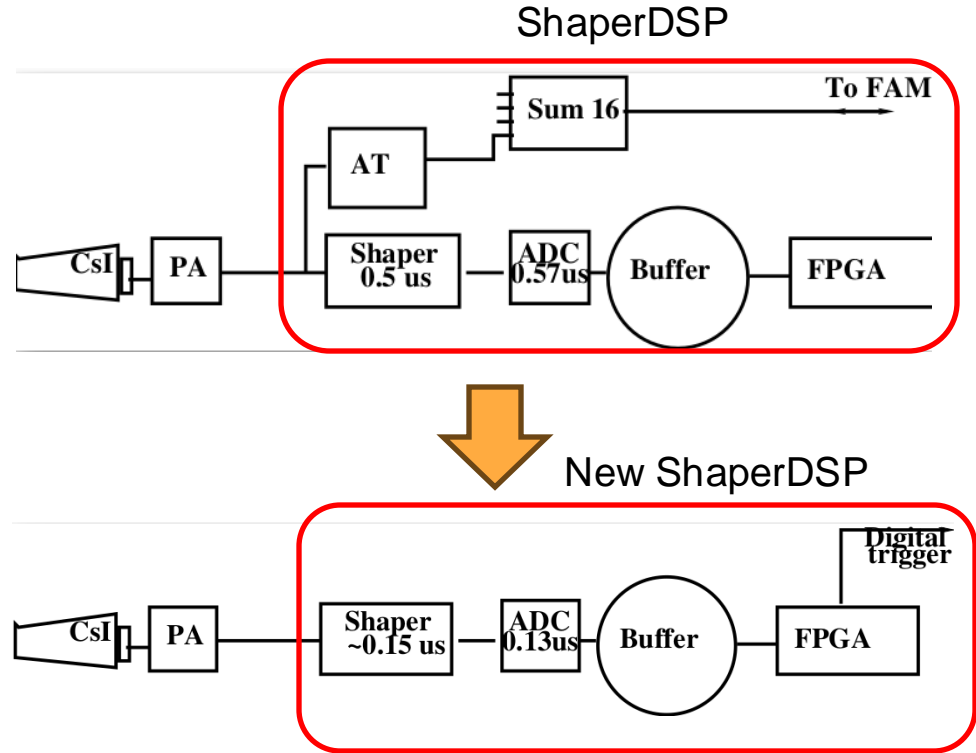 ShaperDSP
To FAM
Sum 16
AT
CsI
PA
Shaper
0.5 us
ADC
0.57us
Buffer
FPGA
New ShaperDSP
Digital
trigger
CsI
PA
Shaper
~0.15 us
ADC
0.13us
Buffer
FPGA